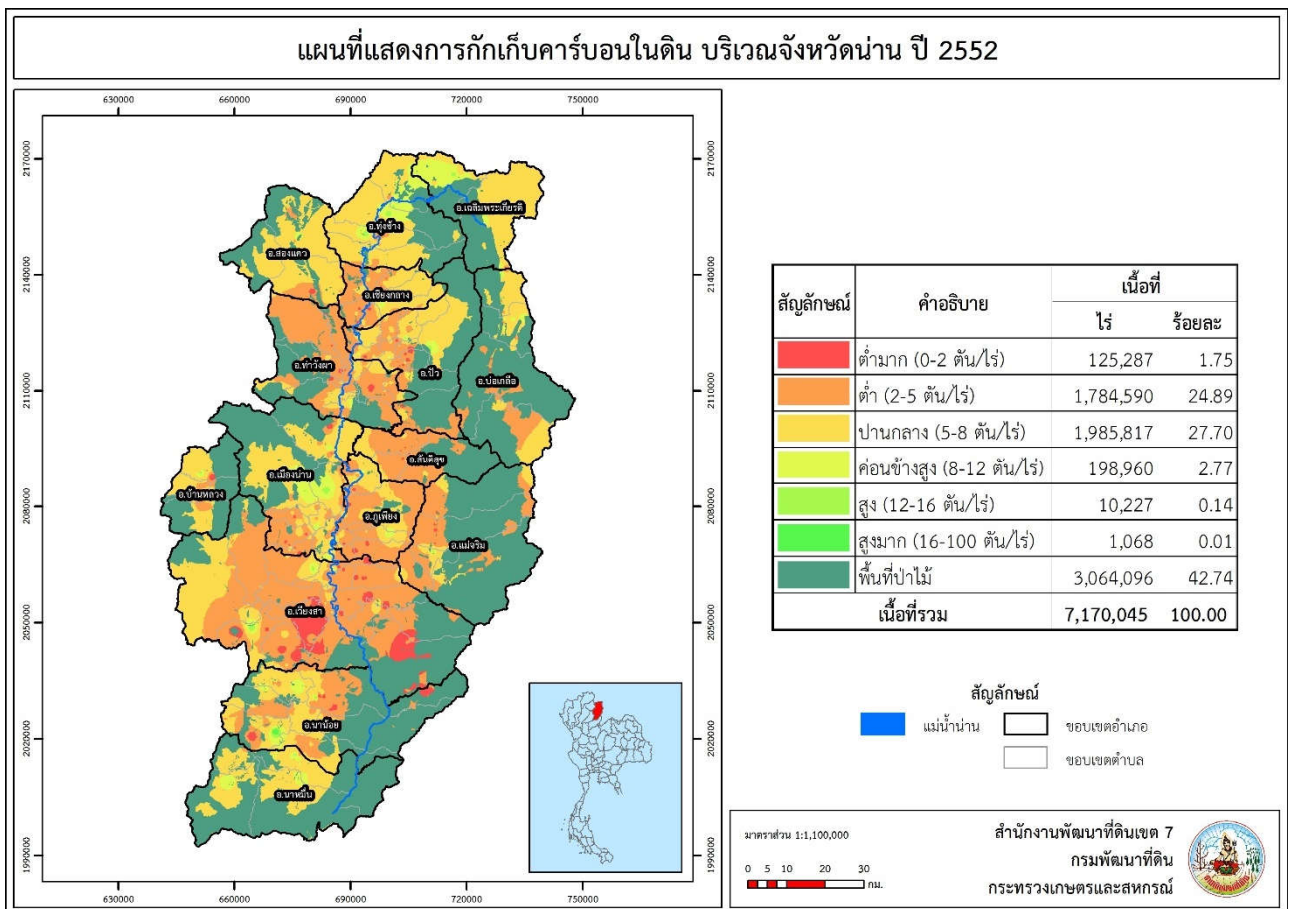 แผนที่แสดงการกักเก็บคาร์บอนในดิน บริเวณจังหวัดน่าน ปี 2552
630000 660000 690000 720000 750000
2170000 2170000
อ.เฉลิมพระเกียรติ
อ.ทุ่งช้าง
อ.สองแคว
2140000 2140000
อ.เชียงกลาง
อ.ท่าวังผา
อ.ปัว
อ.บ่อเกลือ
2110000 2110000
อ.สันติสุข
อ.เมืองน่าน
อ.บ้านหลวง
2080000 2080000
อ.ภูเพียง
อ.แม่จริม
อ.เวียงสา
2050000 2050000
อ.นาน้อย
2020000 2020000
อ.นาหมื่น
1990000 1990000
630000 660000 690000 720000 750000
สัญลักษณ์ คำอธิบาย เนื้อที่
ไร่ ร้อยละ
ต่ำมาก (0-2 ตัน/ไร่) 125,287 1.75
ต่ำ (2-5 ตัน/ไร่) 1,784,590 24.89
ปานกลาง (5-8 ตัน/ไร่) 1,985,817 27.70
ค่อนข้างสูง (8-12 ตัน/ไร่) 198,960 2.77
สูง (12-16 ตัน/ไร่) 10,227 0.14
สูงมาก (16-100 ตัน/ไร่) 1,068 0.01
พื้นที่ป่าไม้ 3,064,096 42.74
เนื้อที่รวม 7,170,045 100.00
สัญลักษณ์
แม่น้ำน่าน ขอบเขตอำเภอ
ขอบเขตตำบล
มาตราส่วน 1:1,100,000
0 5 10 20 30
กม.
สำนักงานพัฒนาที่ดินเขต 7
กรมพัฒนาที่ดิน
กระทรวงเกษตรและสหกรณ์